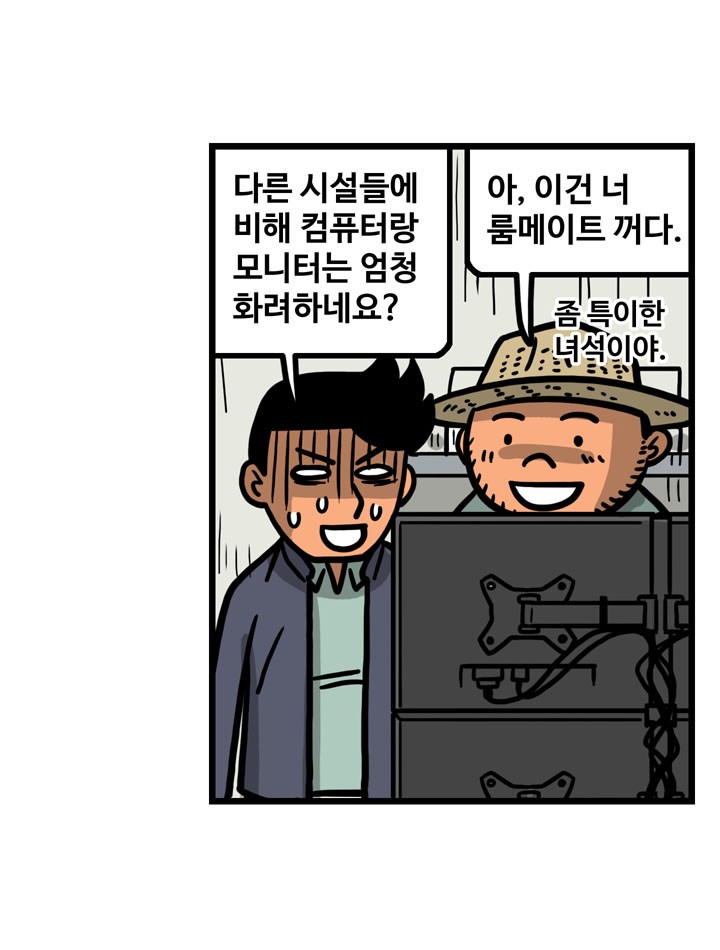 다른 시설들에
비해 컴퓨터랑
모니터는 엄청
화려하네요?
아, 이건 너
룸메이트 꺼다.
좀 특이한
녀석이야.